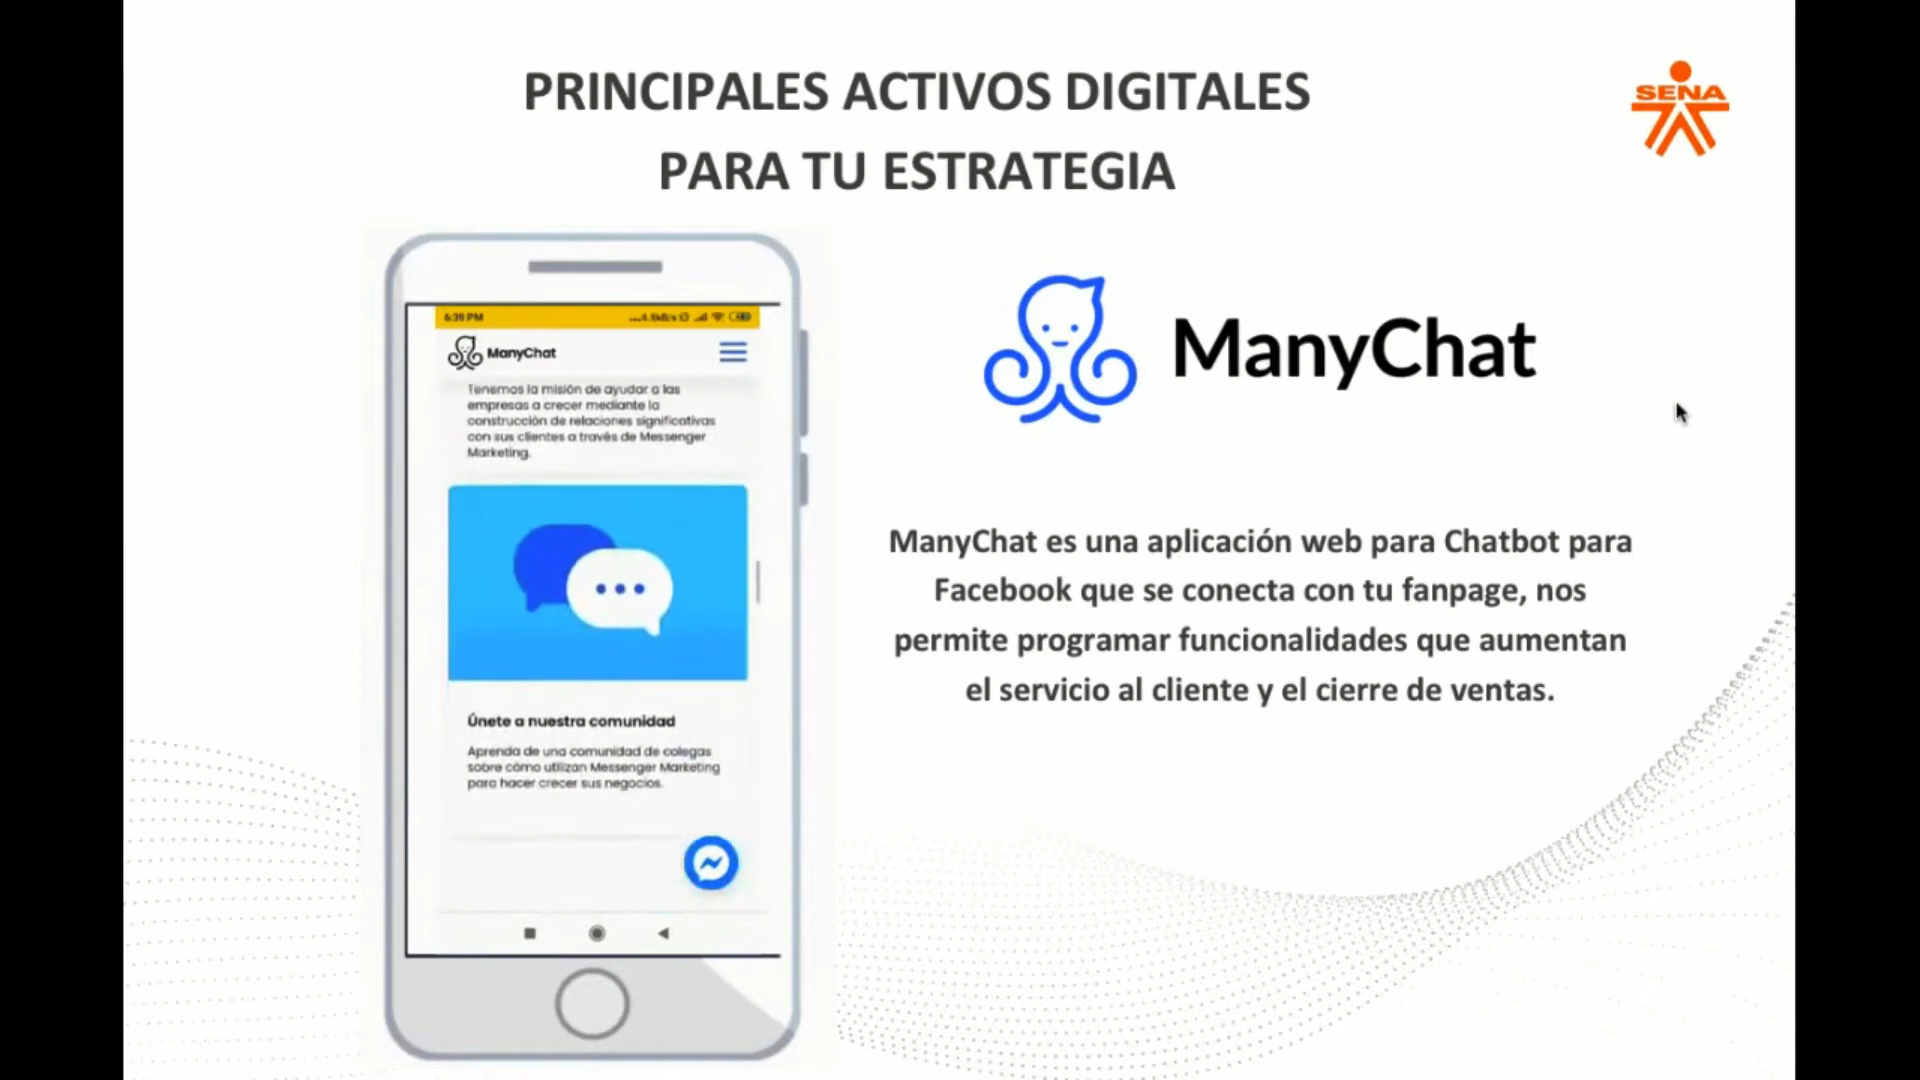 PRINCIPALES ACTIVOS DIGITALES
PARA TU ESTRATEGIA
SENA
6:39 PM
ManyChat
Tenemos la misión de ayudar a las
empresas a crecer mediante la
construcción de relaciones significativas
con sus clientes a través de Messenger
Marketing.
Únete a nuestra comunidad
Aprenda de una comunidad de colegas
sobre cómo utilizan Messenger Marketing
para hacer crecer sus negocios.
ManyChat
ManyChat es una aplicación web para Chatbot para
Facebook que se conecta con tu fanpage, nos
permite programar funcionalidades que aumentan
el servicio al cliente y el cierre de ventas.